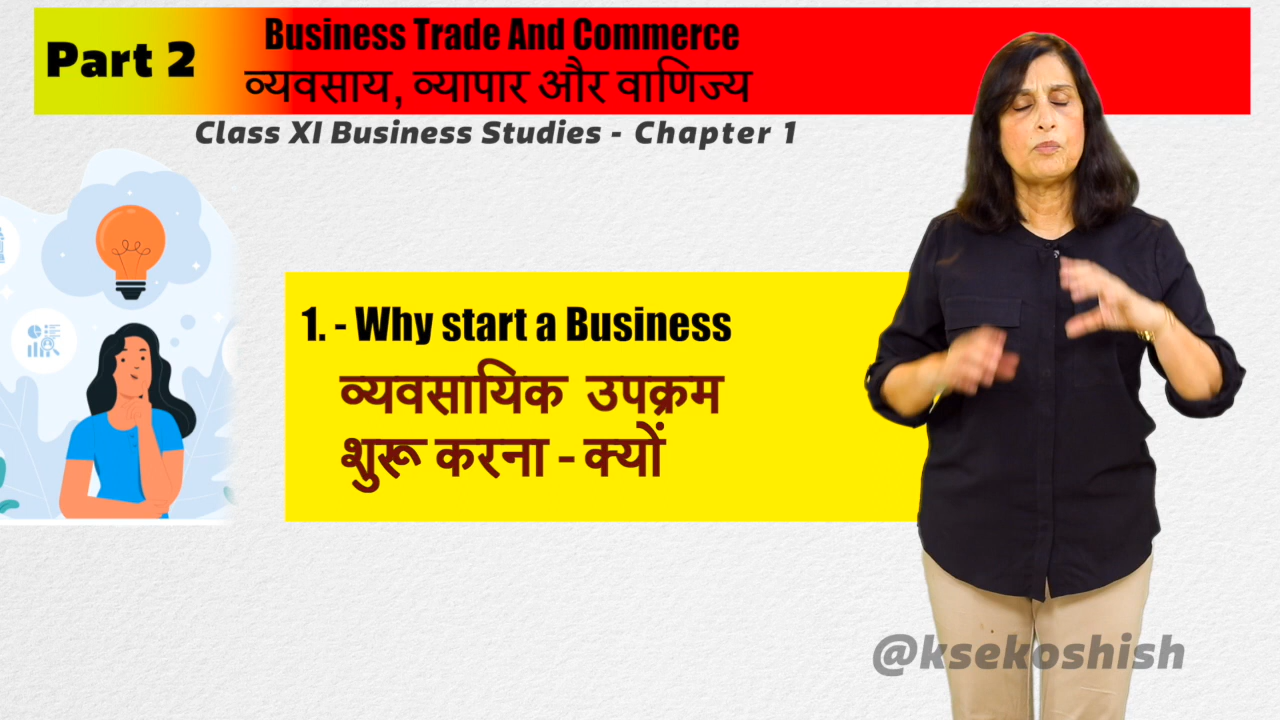 Part 2
Business Trade And Commerce
व्यवसाय, व्यापार और वाणिज्य
Class XI Business Studies - Chapter 1
1. - Why start a Business
व्यवसायिक उपक्रम
शुरू करना - क्यों
@ksekoshish